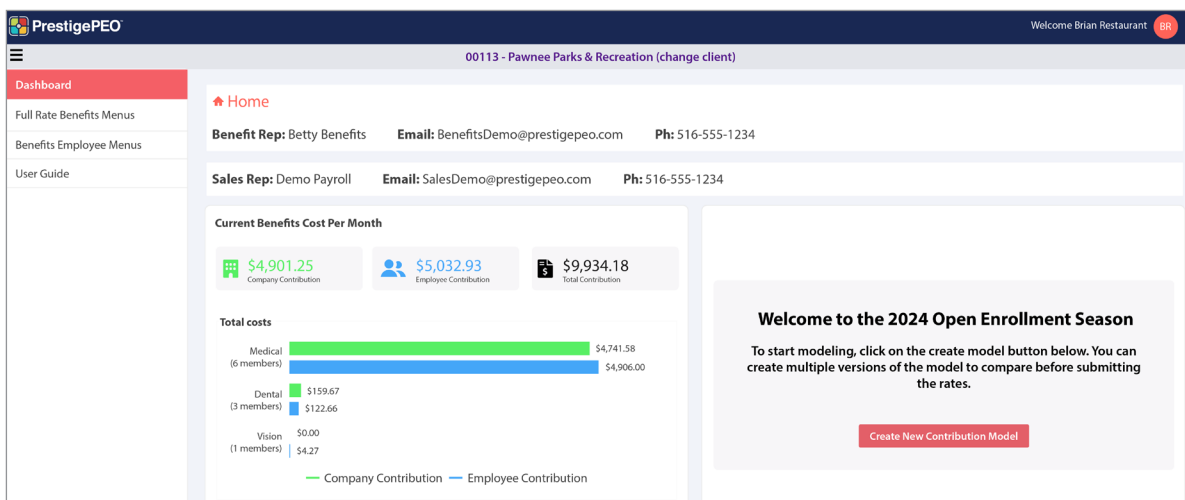 PrestigePEO
Welcome Brian Restaurant BR
00113 - Pawnee Parks & Recreation (change client)
Dashboard
Full Rate Benefits Menus
Benefits Employee Menus
User Guide
Home
Benefit Rep: Betty Benefits Email: BenefitsDemo@prestigepeo.com Ph: 516-555-1234
Sales Rep: Demo Payroll Email: SalesDemo@prestigepeo.com Ph: 516-555-1234
Current Benefits Cost Per Month
$4,901.25
Company Contribution
$5,032.93
Employee Contribution
$9,934.18
Total Contribution
Total costs
Medical
(6 members)
$4,741.58
$4,906.00
Dental
(3 members)
$159.67
$122.66
Vision
(1 members)
$0.00
$4.27
Company Contribution Employee Contribution
Welcome to the 2024 Open Enrollment Season
To start modeling, click on the create model button below. You can
create multiple versions of the model to compare before submitting
the rates.
Create New Contribution Model